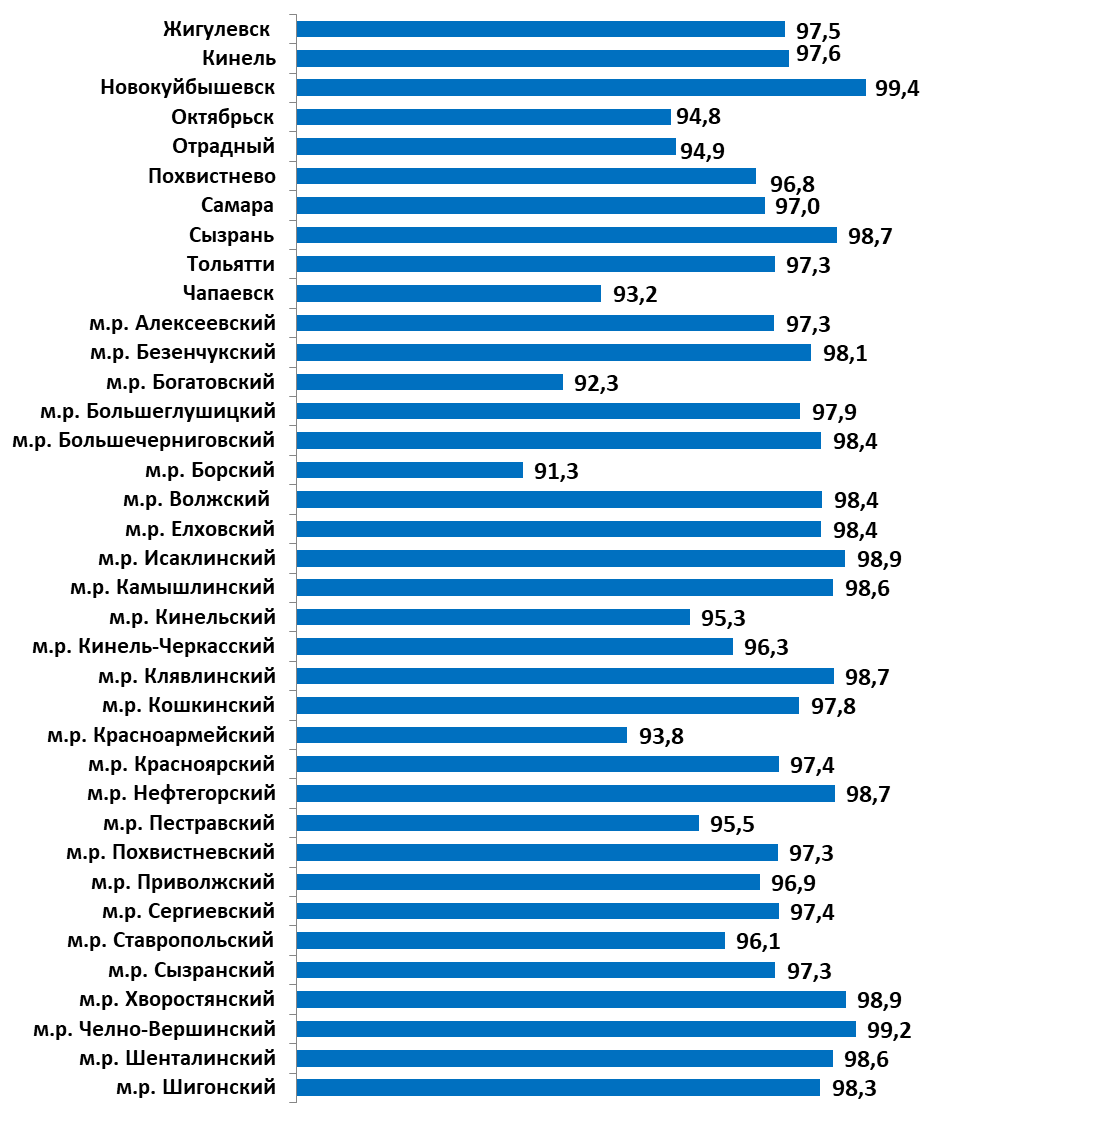 Жигулевск 97,5
Кинель 97,6
Новокуйбышевск 99,4
Октябрьск 94,8
Отрадный 94,9
Похвистнево 96,8
Самара 97,0
Сызрань 98,7
Тольятти 97,3
Чапаевск 93,2
м.р. Алексеевский 97,3
м.р. Безенчукский 98,1
м.р. Богатовский 92,3
м.р. Большеглушицкий 97,9
м.р. Большечерниговский 98,4
м.р. Борский 91,3
м.р. Волжский 98,4
м.р. Елховский 98,4
м.р. Исаклинский 98,9
м.р. Камышлинский 98,6
м.р. Кинельский 95,3
м.р. Кинель-Черкасский 96,3
м.р. Клявлинский 98,7
м.р. Кошкинский 97,8
м.р. Красноармейский 93,8
м.р. Красноярский 97,4
м.р. Нефтегорский 98,7
м.р. Пестравский 95,5
м.р. Похвистневский 97,3
м.р. Приволжский 96,9
м.р. Сергиевский 97,4
м.р. Ставропольский 96,1
м.р. Сызранский 97,3
м.р. Хворостянский 98,9
м.р. Челно-Вершинский 99,2
м.р. Шенталинский 98,6
м.р. Шигонский 98,3